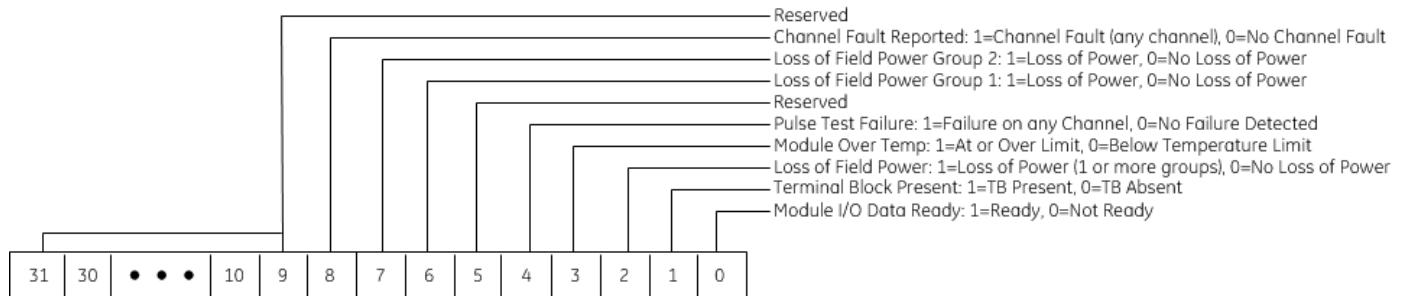 Reserved
Channel Fault Reported: 1=Channel Fault (any channel), 0=No Channel Fault
Loss of Field Power Group 2: 1=Loss of Power, 0=No Loss of Power
Loss of Field Power Group 1: 1=Loss of Power, 0=No Loss of Power
Reserved
Pulse Test Failure: 1=Failure on any Channel, 0=No Failure Detected
Module Over Temp: 1=At or Over Limit, 0=Below Temperature Limit
Loss of Field Power: 1=Loss of Power (1 or more groups), 0=No Loss of Power
Terminal Block Present: 1=TB Present, 0=TB Absent
Module I/O Data Ready: 1=Ready, 0=Not Ready
31 30 • • • 10 9 8 7 6 5 4 3 2 1 0